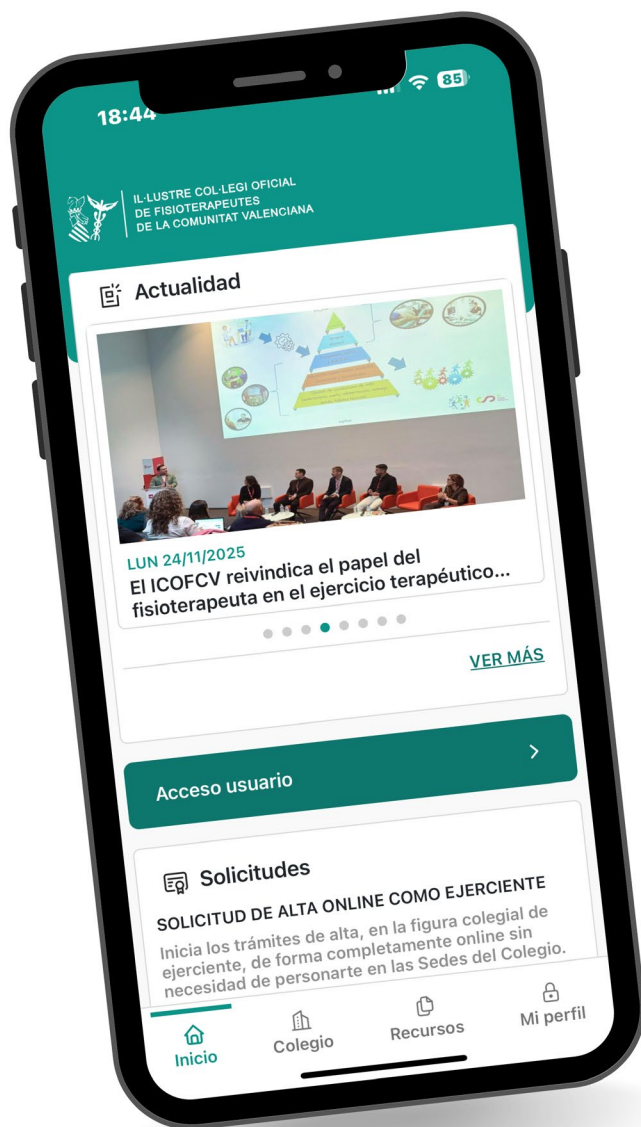 18:44
85
IL·LUSTRE COL·LEGI OFICIAL
DE FISIOTERAPEUTES
DE LA COMUNITAT VALENCIANA
Actualidad
LUN 24/11/2025
El ICOFCV reivindica el papel del
fisioterapeuta en el ejercicio terapéutico...
VER MÁS
Acceso usuario
Solicitudes
SOLICITUD DE ALTA ONLINE COMO EJERCIENTE
Inicia los trámites de alta, en la figura colegial de
ejerciente, de forma completamente online sin
necesidad de personarte en las Sedes del Colegio.
Inicio
Colegio
Recursos
Mi perfil